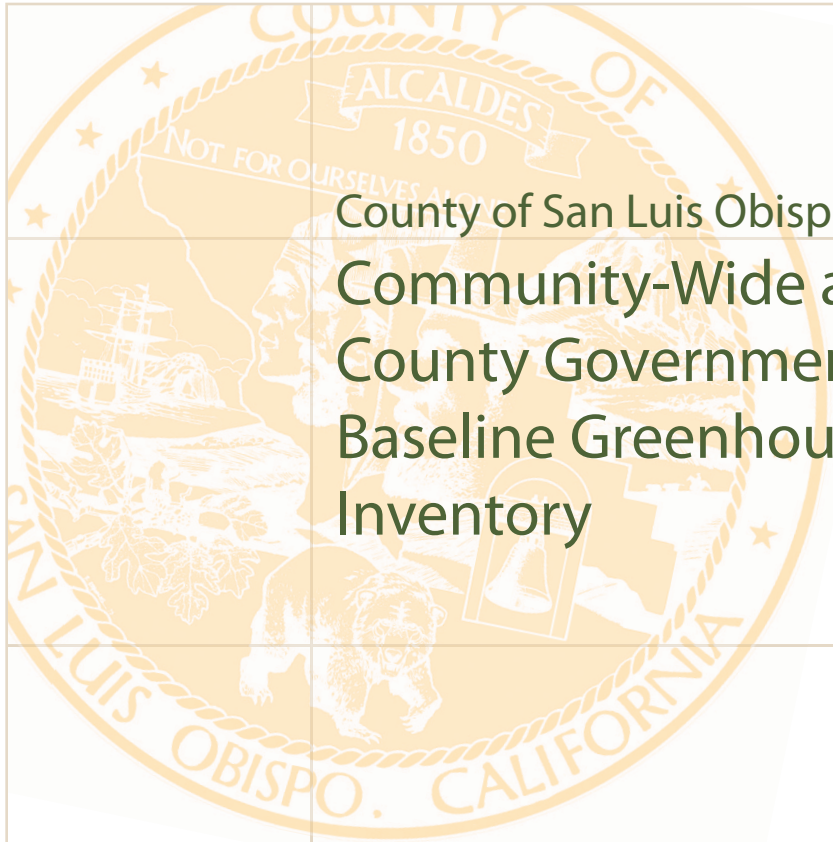 COUNTY OF
ALCALDES
1850
NOT FOR OURSELVES ALONE
County of San Luis Obisp
Community-Wide a
County Governmen
Baseline Greenhou
Inventory
SAN LUIS OBISPO. CALIFORNIA